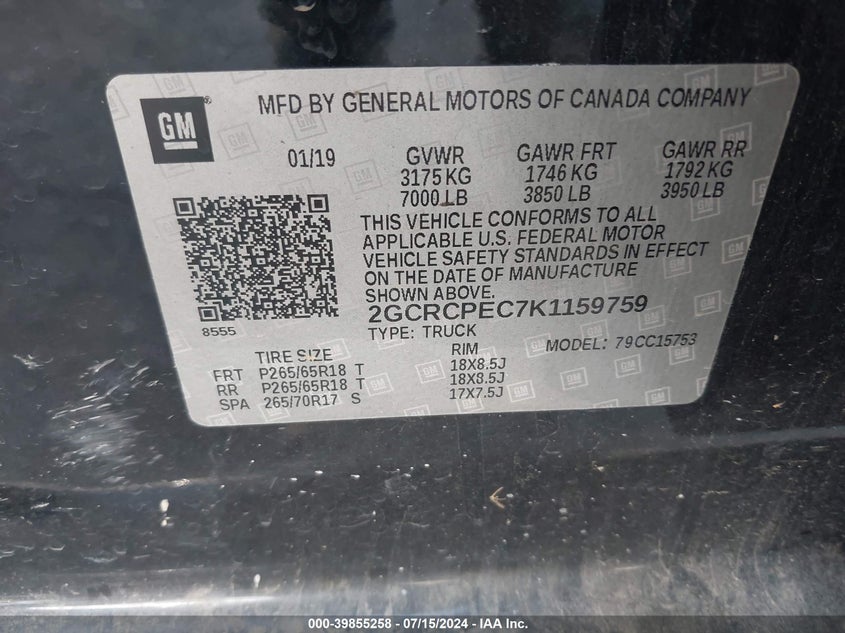 GM
MFD BY GENERAL MOTORS OF CANADA COMPANY
01/19 GVWR GAWR FRT GAWR RR
3175 KG 1746 KG 1792 KG
7000 LB 3850 LB 3950 LB
THIS VEHICLE CONFORMS TO ALL
APPLICABLE U.S. FEDERAL MOTOR
VEHICLE SAFETY STANDARDS IN EFFECT
ON THE DATE OF MANUFACTURE
SHOWN ABOVE.
8555
2GCRCPEC7K1159759
TYPE: TRUCK MODEL: 79CC15753
TIRE SIZE RIM
FRT P265/65R18 T 18X8.5J
RR P265/65R18 T 18X8.5J
SPA 265/70R17 S 17X7.5J
000-39855258 - 07/15/2024 - IAA Inc.